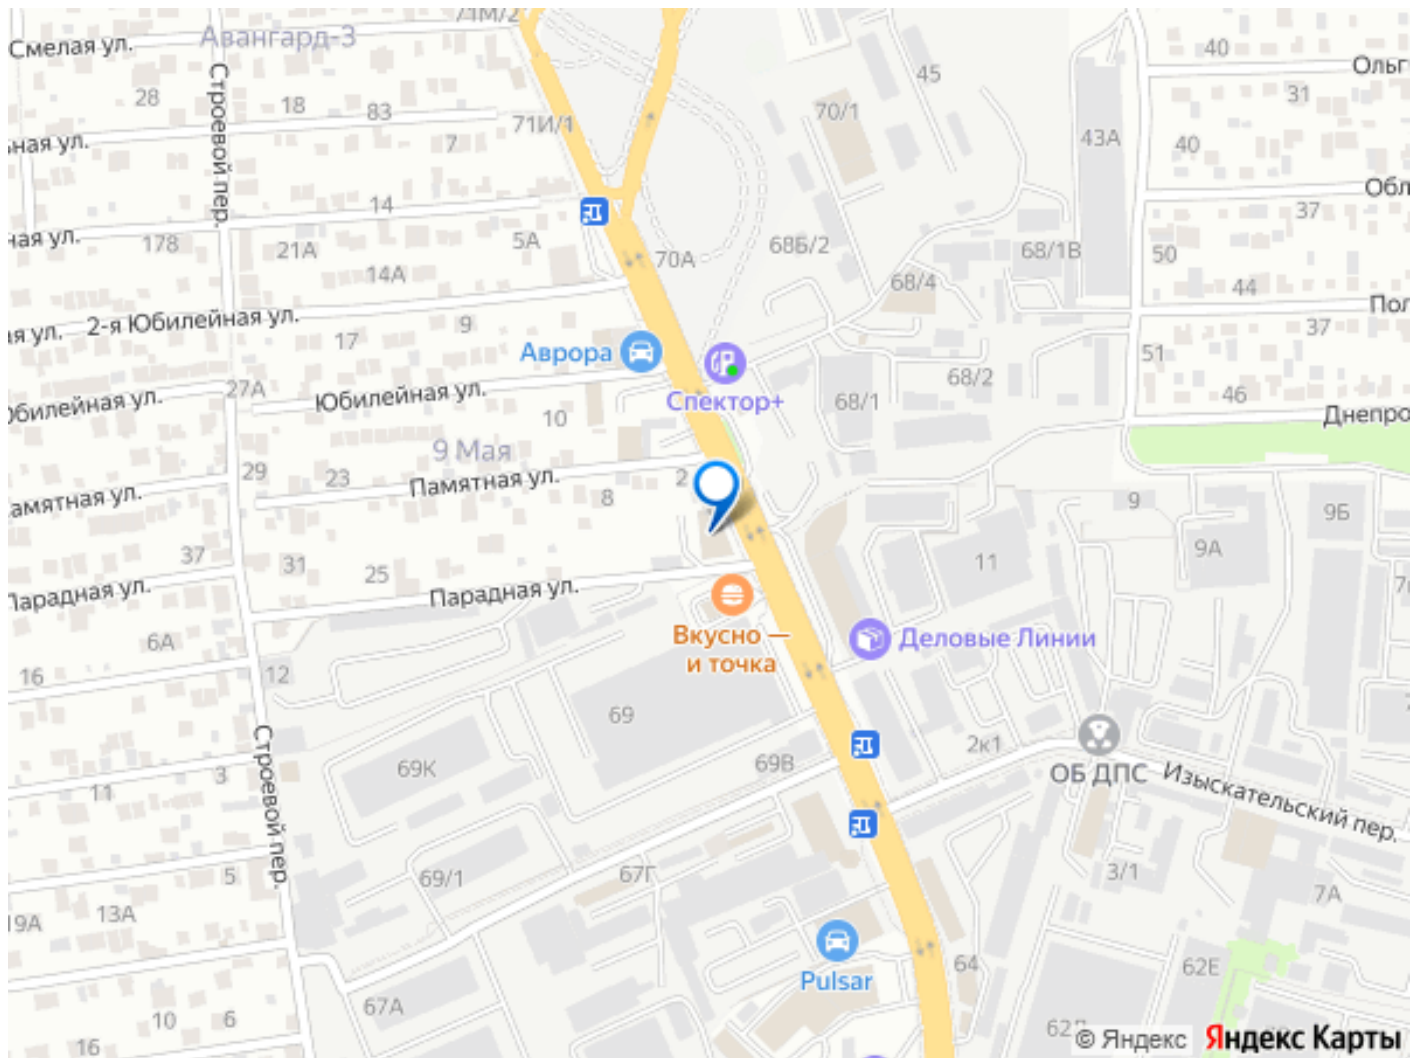 71М/2
Смелая ул.
Авангард-3
40
Ольг
45
28
18
83
31
70/1
71И/1
43А
ьная ул.
7
40
Строевой пер.
Обл
14
37
ная ул.
178
21А
5А
68Б/2
68/1В
50
70А
14А
68/4
44
Пол
ая ул.
2-я Юбилейная ул.
9
37
17
Аврора
51
68/2
27А
Юбилейная ул.
Спектор+
68/1
46
Днепро
обилейная ул.
10
9 Мая
29
23
Памятная ул.
2
8
9
9Б
амятная ул.
37
31
25
11
9А
Парадная ул.
Парадная ул.
6А
Вкусно —
и точка
Деловые Линии
16
12
69
2к1
69К
69В
ОБ ДПС
Изыскательский пер.
3
11
Строевой пер.
5
69/1
67Г
3/1
7А
19А
13А
Pulsar
64
62Е
67А
10
6
16
© Яндекс
Яндекс Карты